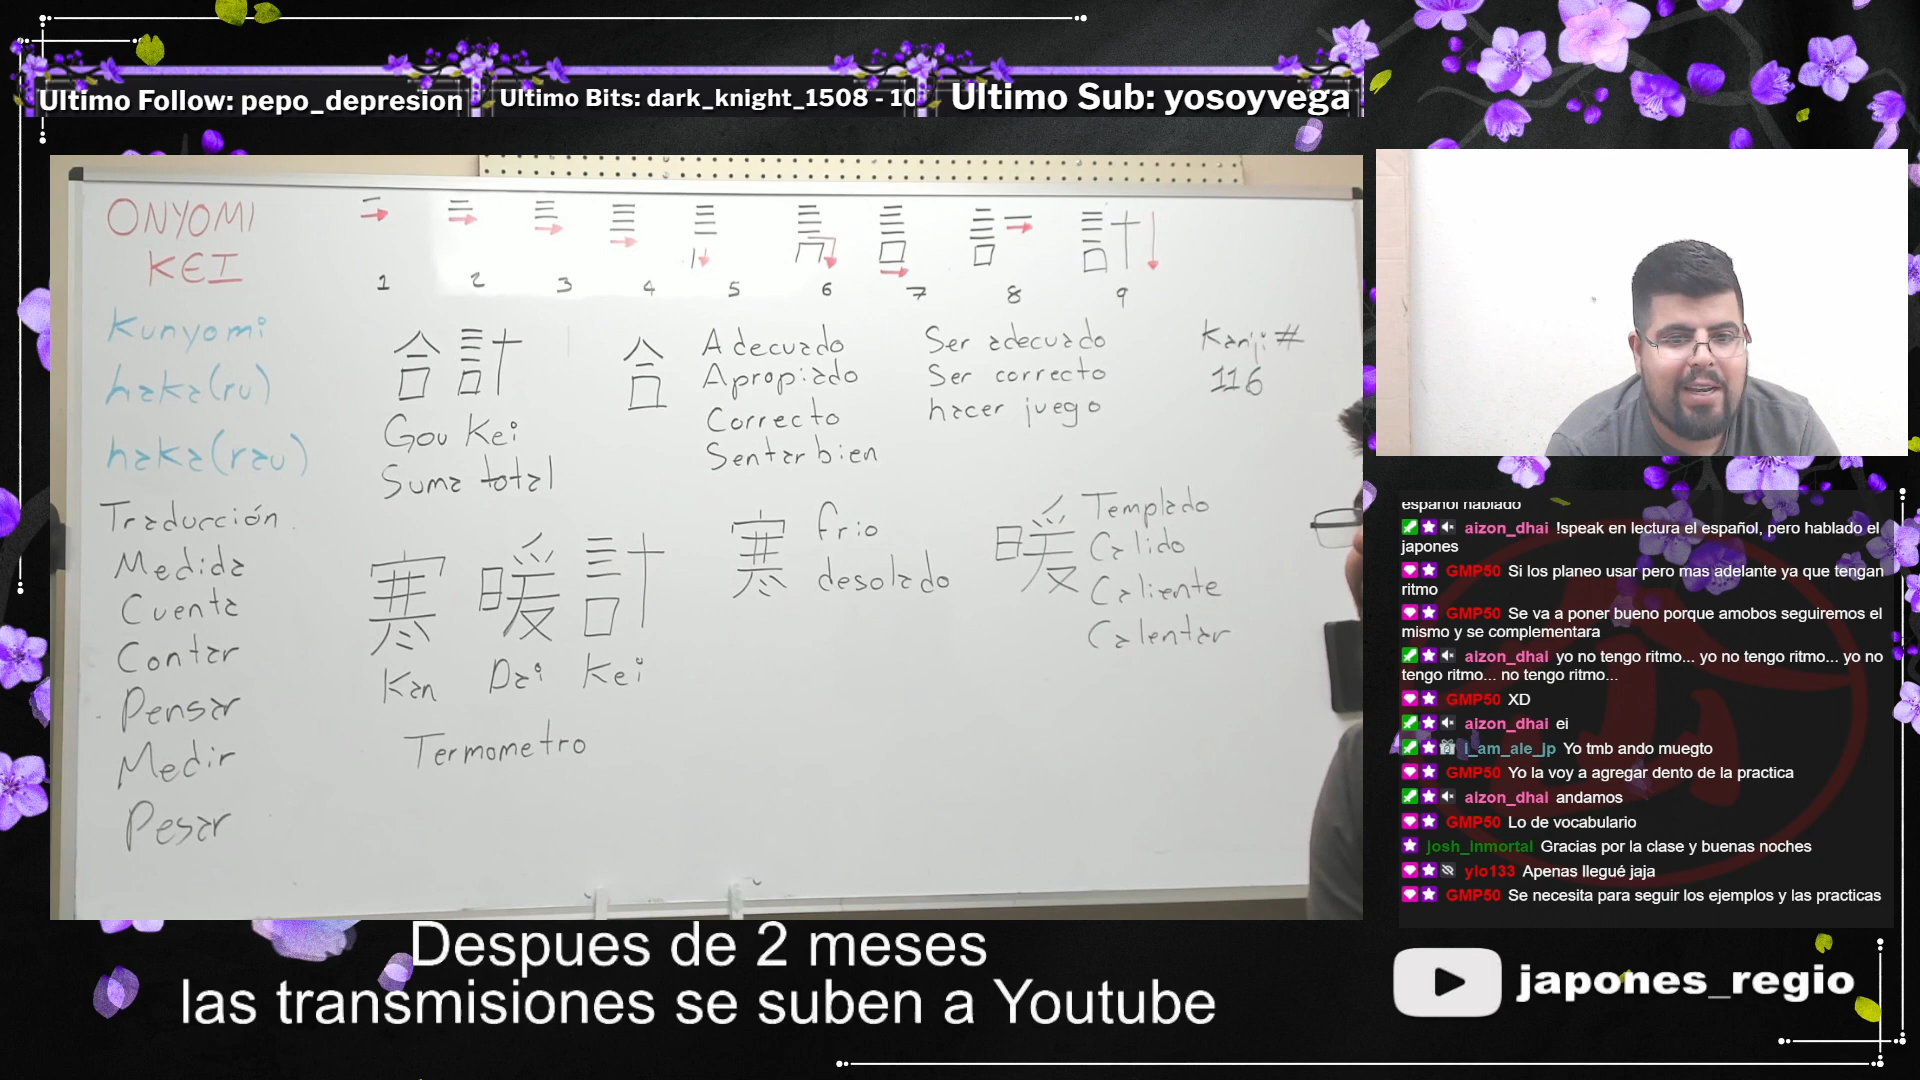 Ultimo Follow: pepo_depresion
Ultimo Bits: dark_knight_1508 - 10
Ultimo Sub: yosoyvega
ONYOMI
KEI
1 2 3 4 5 6 7 8 9
Kunyomi
haka(ru)
haka(rau)
Traducción
Medida
Cuenta
Contar
Pensar
Medir
Pesar
合計
Gou Kei
Suma total
合
Adecuado
Apropiado
Correcto
Sentar bien
Ser adecuado
Ser correcto
hacer juego
Kanji #
116
寒暖計
Kan Dai Kei
Termometro
寒
frio
desolado
暖
Templado
Calido
Caliente
Calentar
español hablado
aizon_dhai !speak en lectura el español, pero hablado el
japones
GMP50 Si los planeo usar pero mas adelante ya que tengan
ritmo
GMP50 Se va a poner bueno porque amobos seguiremos el
mismo y se complementara
aizon_dhai yo no tengo ritmo... yo no tengo ritmo... yo no
tengo ritmo... no tengo ritmo...
GMP50 XD
aizon_dhai ei
i_am_ale_jp Yo tmb ando muegto
GMP50 Yo la voy a agregar dento de la practica
aizon_dhai andamos
GMP50 Lo de vocabulario
josh_inmortal Gracias por la clase y buenas noches
ylo133 Apenas llegué jaja
GMP50 Se necesita para seguir los ejemplos y las practicas
Despues de 2 meses
las transmisiones se suben a Youtube
japones_regio